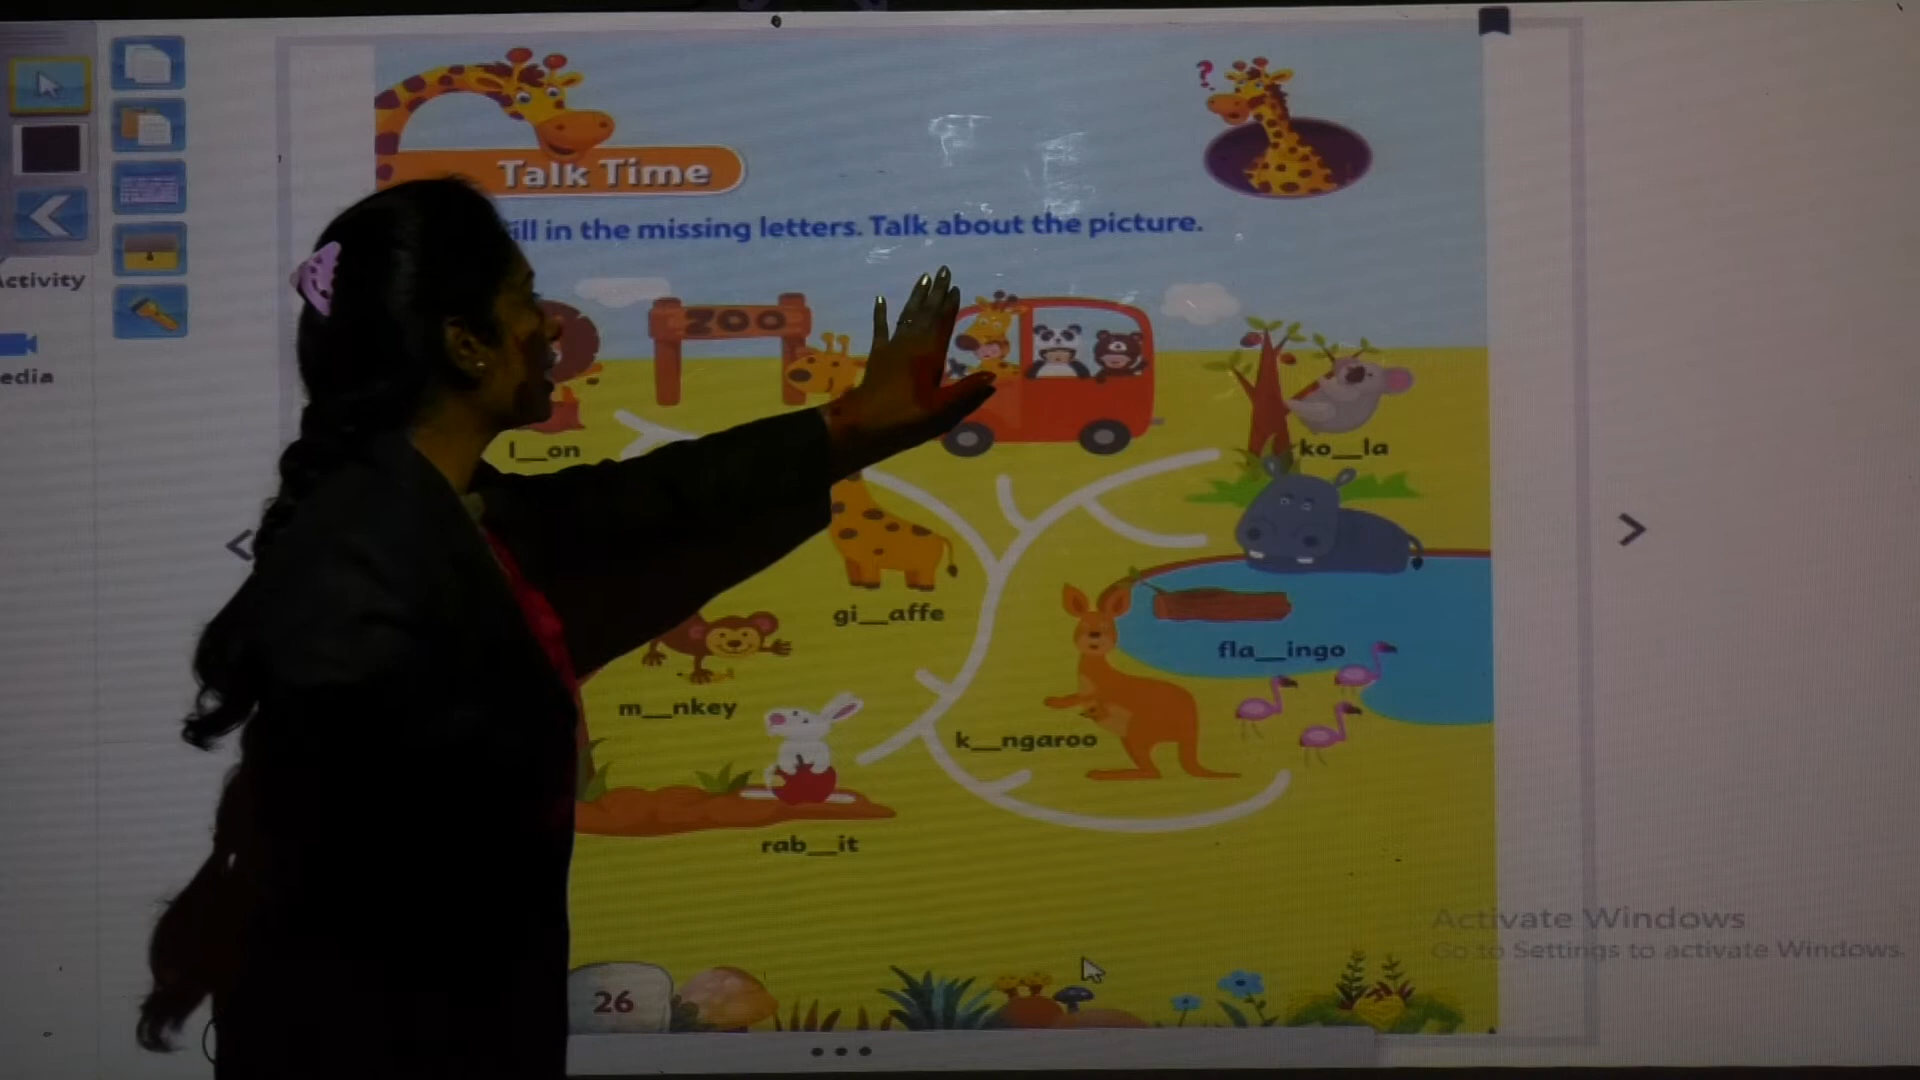 Talk Time
ill in the missing letters. Talk about the picture.
ctivity
edia
ZOO
l__on
ko__la
gi__affe
fla__ingo
m__nkey
k__ngaroo
rab__it
Activate Windows
Go to Settings to activate Windows.
26